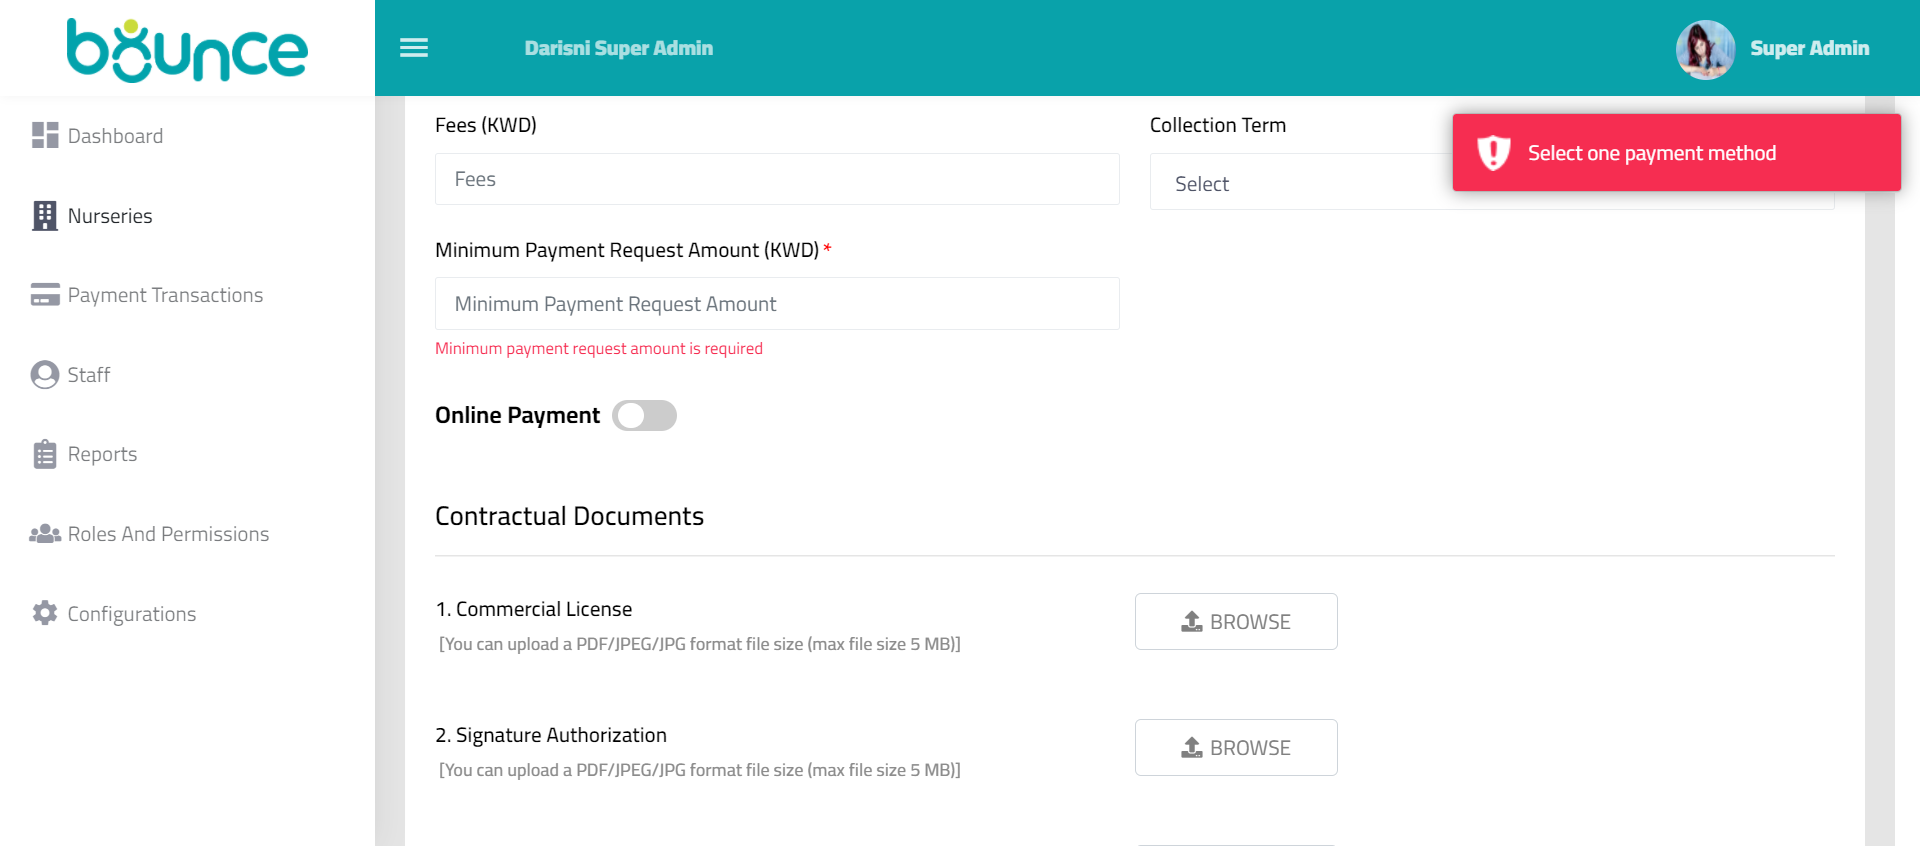 bounce
Darisni Super Admin
Super Admin
Dashboard
Nurseries
Payment Transactions
Staff
Reports
Roles And Permissions
Configurations
Fees (KWD)
Fees
Collection Term
Select
Select one payment method
Minimum Payment Request Amount (KWD) *
Minimum Payment Request Amount
Minimum payment request amount is required
Online Payment
Contractual Documents
1. Commercial License
[You can upload a PDF/JPEG/JPG format file size (max file size 5 MB)]
BROWSE
2. Signature Authorization
[You can upload a PDF/JPEG/JPG format file size (max file size 5 MB)]
BROWSE